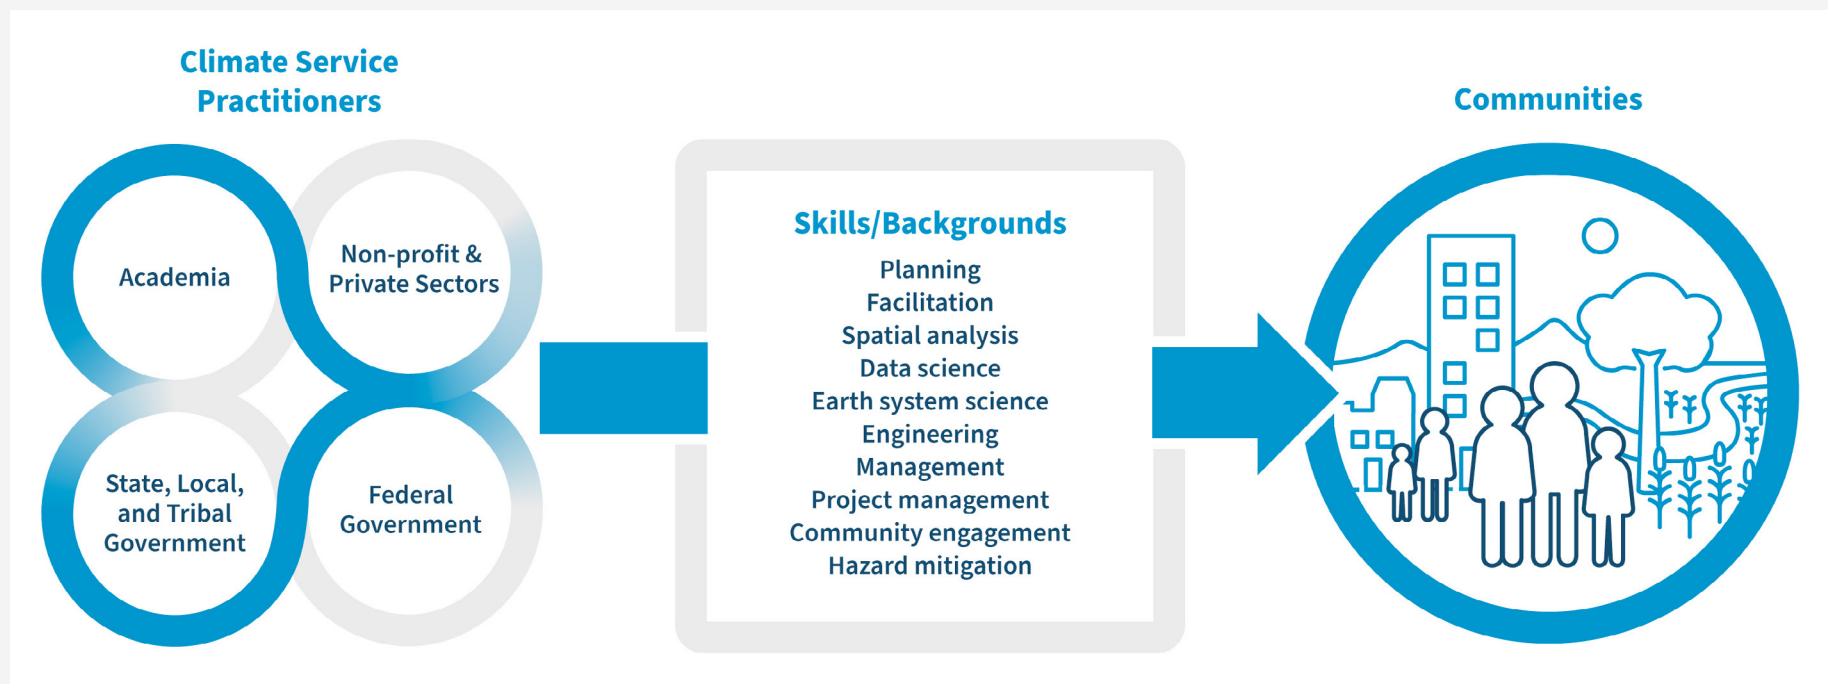 Climate Service
Practitioners
Academia
Non-profit &
Private Sectors
State, Local,
and Tribal
Government
Federal
Government
Skills/Backgrounds
Planning
Facilitation
Spatial analysis
Data science
Earth system science
Engineering
Management
Project management
Community engagement
Hazard mitigation
Communities